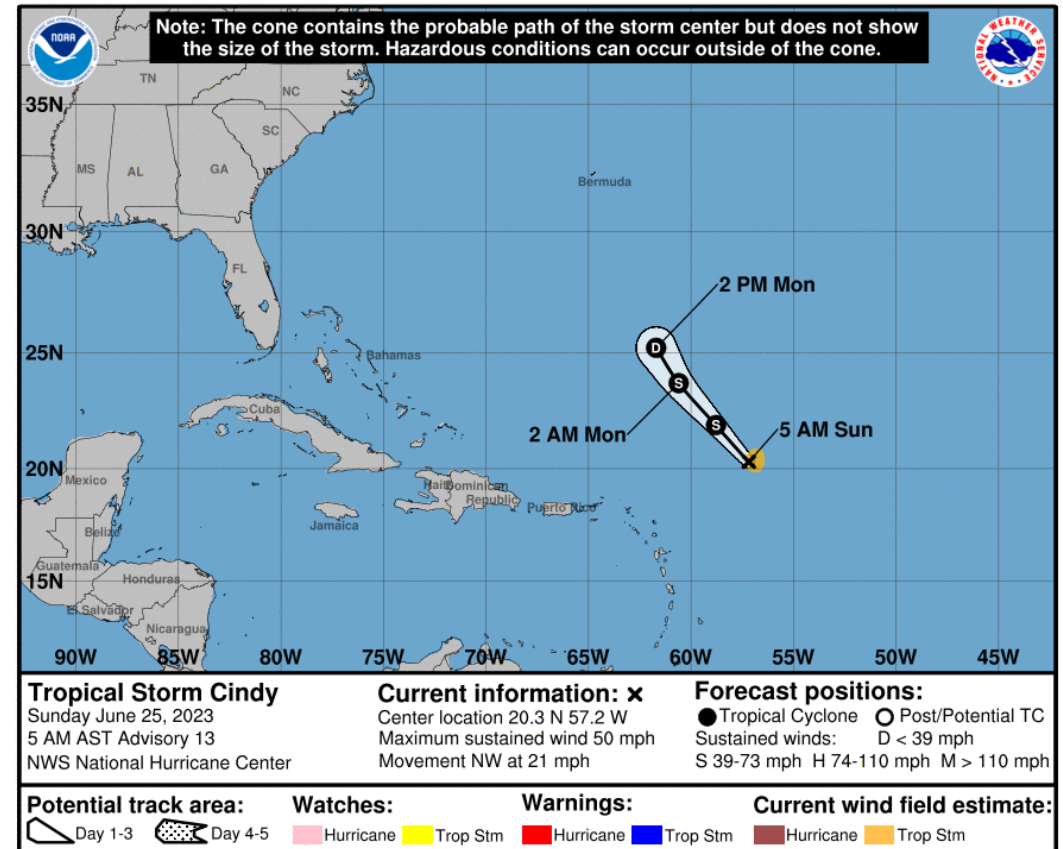 Note: The cone contains the probable path of the storm center but does not show
the size of the storm. Hazardous conditions can occur outside of the cone.
NOAA
NATIONAL WEATHER SERVICE
TN
NC
35N
SC
MS
AL
GA
Bermuda
30N
FL
2 PM Mon
D
25N
Bahamas
S
Cuba
S
2 AM Mon
5 AM Sun
20N
Mexico
Haiti
Dominican
Republic
Puerto Rico
Jamaica
Belize
Guatemala
15N
Honduras
El Salvador
Nicaragua
90W 85W 80W 75W 70W 65W 60W 55W 50W 45W
Tropical Storm Cindy
Sunday June 25, 2023
5 AM AST Advisory 13
NWS National Hurricane Center
Current information: x
Center location 20.3 N 57.2 W
Maximum sustained wind 50 mph
Movement NW at 21 mph
Forecast positions:
Tropical Cyclone Post/Potential TC
Sustained winds: D < 39 mph
S 39-73 mph H 74-110 mph M > 110 mph
Potential track area:
Day 1-3 Day 4-5
Watches:
Hurricane Trop Stm
Warnings:
Hurricane Trop Stm
Current wind field estimate:
Hurricane Trop Stm